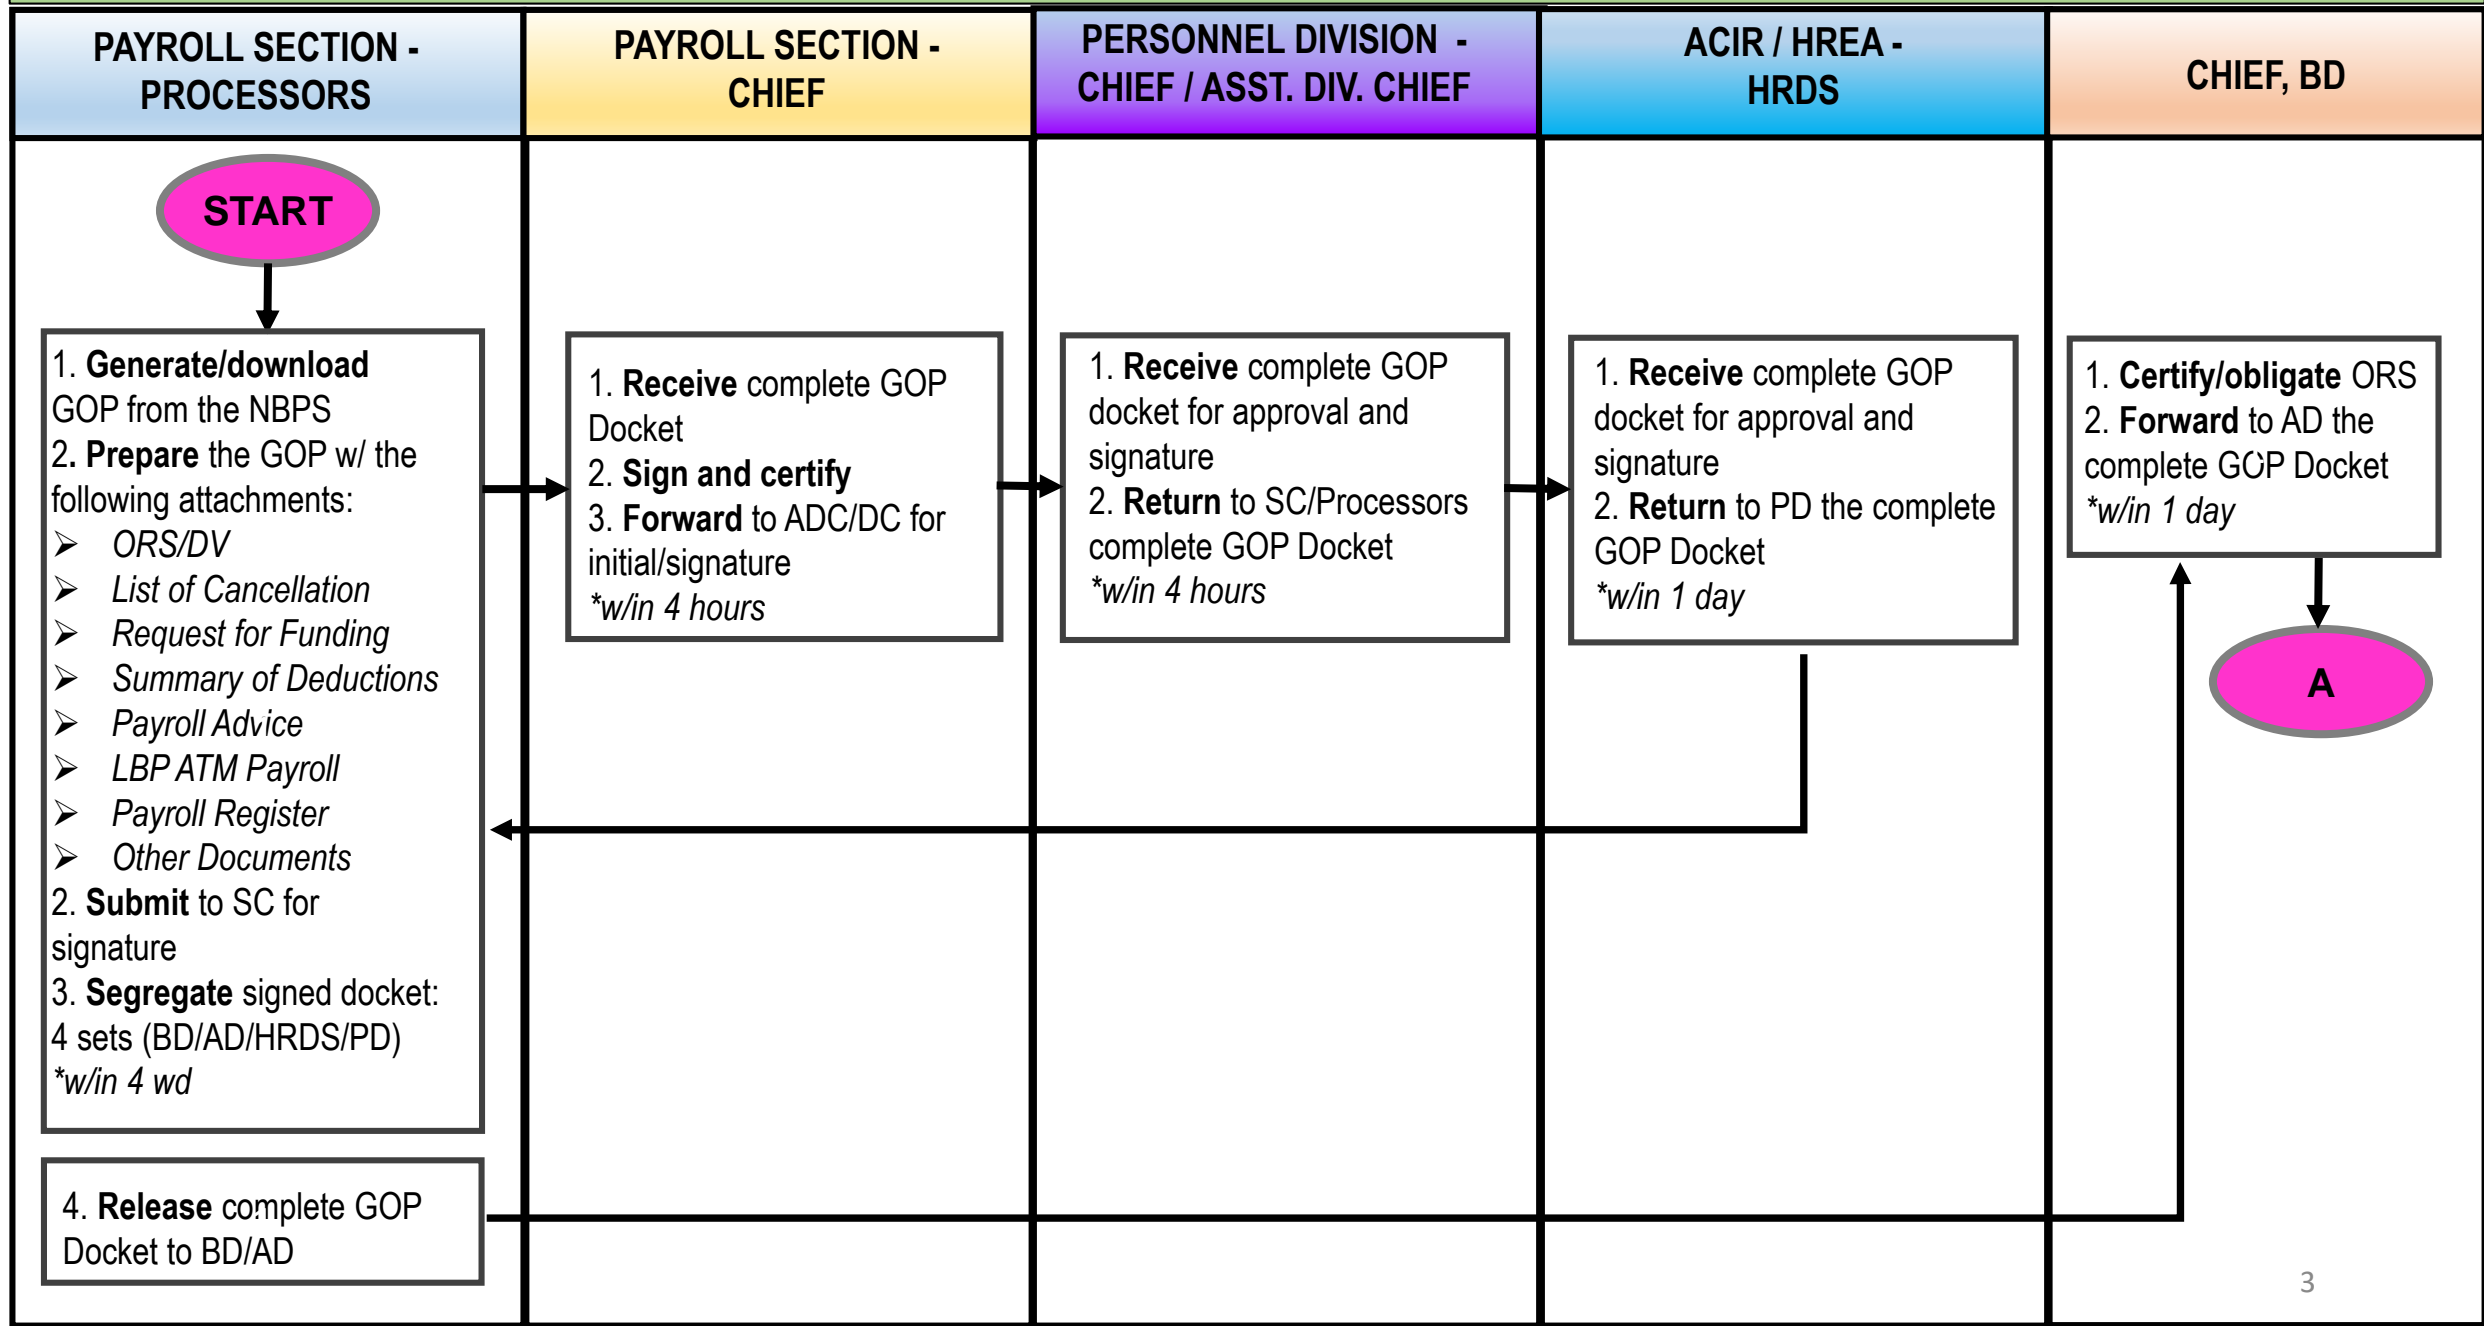 PAYROLL SECTION -
PROCESSORS
PAYROLL SECTION -
CHIEF
PERSONNEL DIVISION -
CHIEF / ASST. DIV. CHIEF
ACIR / HREA -
HRDS
CHIEF, BD
START
1. Generate/download
GOP from the NBPS
2. Prepare the GOP w/ the
following attachments:
➢ ORS/DV
➢ List of Cancellation
➢ Request for Funding
➢ Summary of Deductions
➢ Payroll Advice
➢ LBP ATM Payroll
➢ Payroll Register
➢ Other Documents
2. Submit to SC for
signature
3. Segregate signed docket:
4 sets (BD/AD/HRDS/PD)
*w/in 4 wd
4. Release complete GOP
Docket to BD/AD
1. Receive complete GOP
Docket
2. Sign and certify
3. Forward to ADC/DC for
initial/signature
*w/in 4 hours
1. Receive complete GOP
docket for approval and
signature
2. Return to SC/Processors
complete GOP Docket
*w/in 4 hours
1. Receive complete GOP
docket for approval and
signature
2. Return to PD the complete
GOP Docket
*w/in 1 day
1. Certify/obligate ORS
2. Forward to AD the
complete GOP Docket
*w/in 1 day
A
3